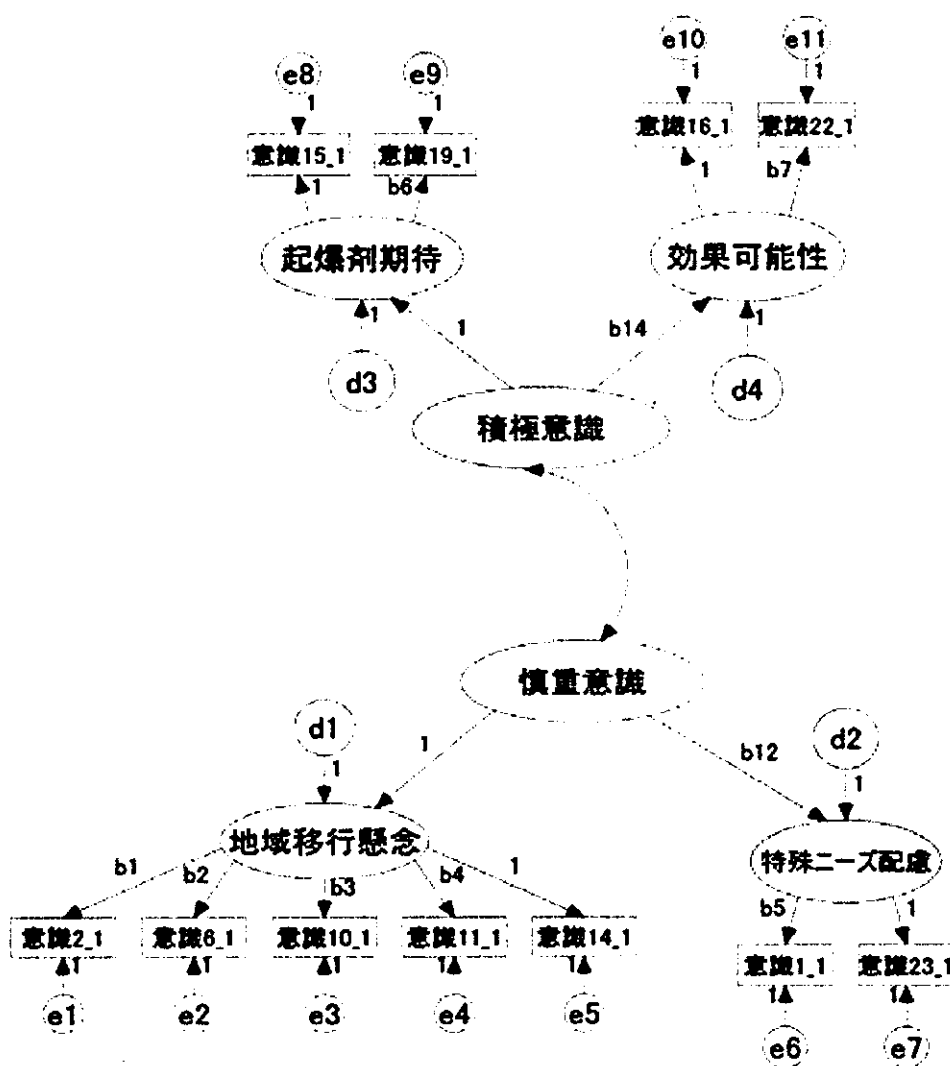 e10 e11
e8 e9
1 1
1 1
意識16_1 意識22_1
意識15_1 意識19_1
1 b7
1 b6
起爆剤期待 効果可能性
1 1 b14 1
d3 d4
積極意識
慎重意識
d1 d2
1 1 b12 1
地域移行懸念 特殊ニーズ配慮
b1 b2 b3 b4 1
b5 1
意識2_1 意識6_1 意識10_1 意識11_1 意識14_1
意識1_1 意識23_1
1 1 1 1 1
1 1
e1 e2 e3 e4 e5
e6 e7